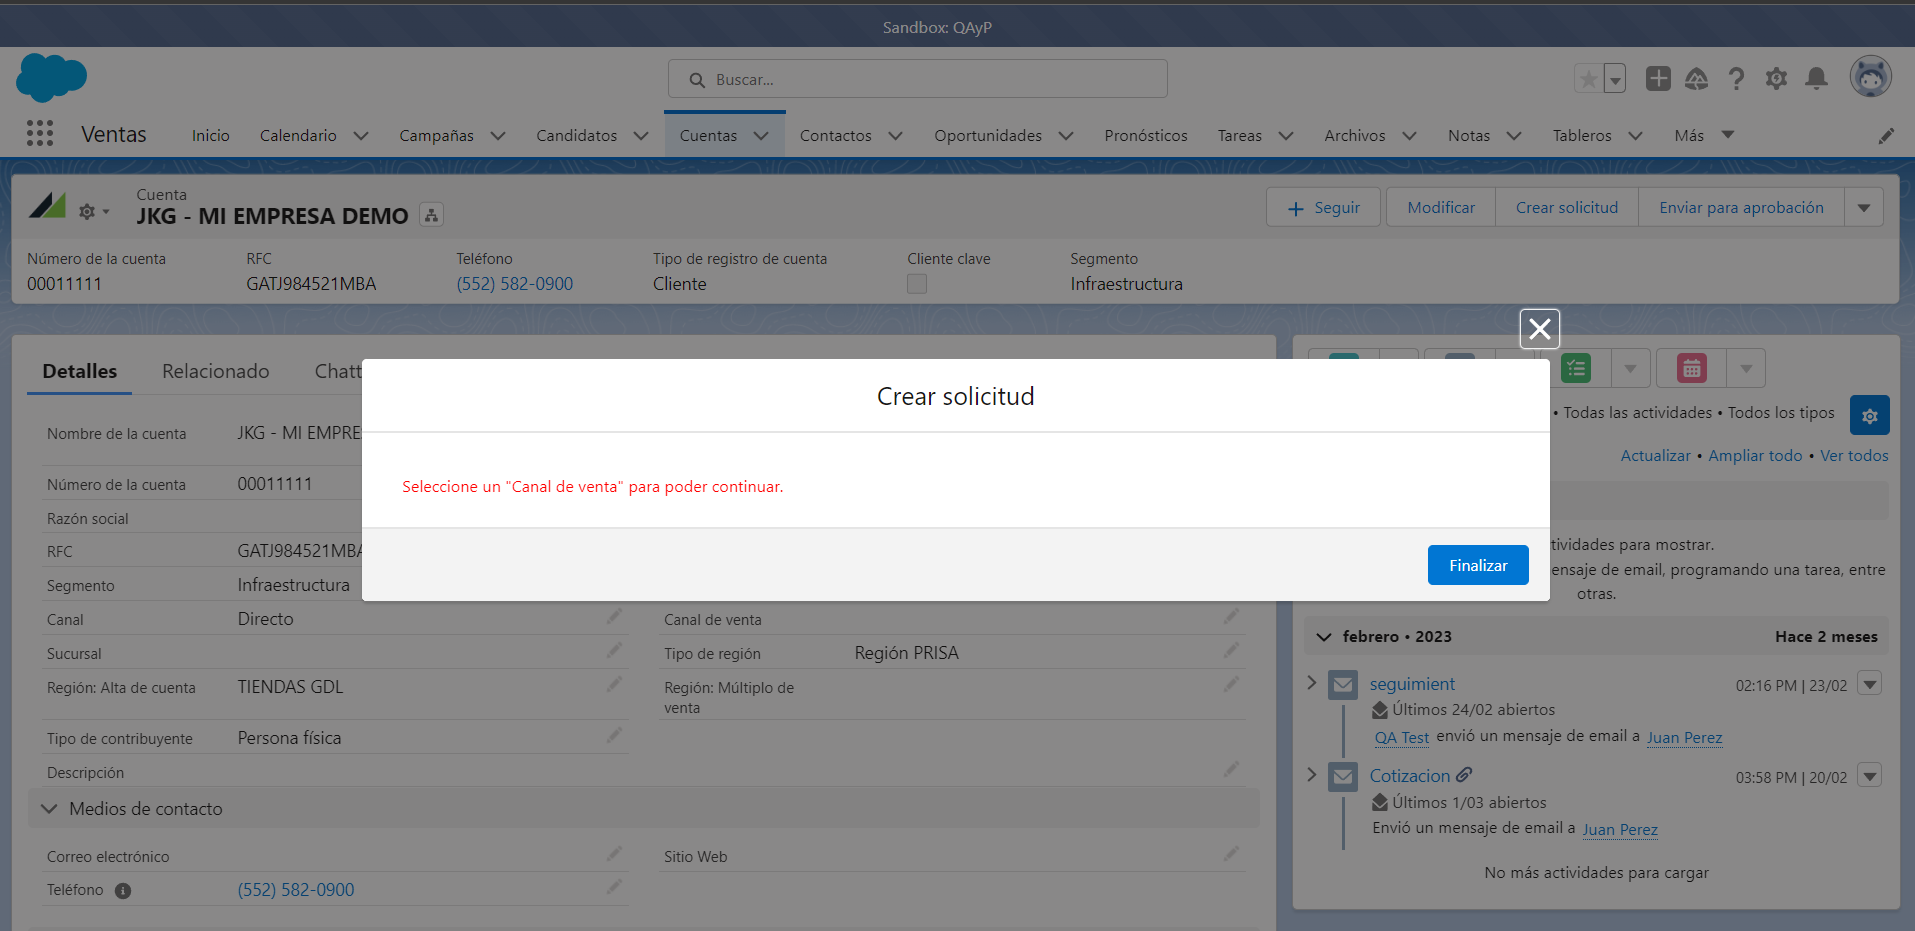 Sandbox: QAyP
Buscar...
Ventas
Inicio
Calendario
Campañas
Candidatos
Cuentas
Contactos
Oportunidades
Pronósticos
Tareas
Archivos
Notas
Tableros
Más
Cuenta
JKG - MI EMPRESA DEMO
Seguir
Modificar
Crear solicitud
Enviar para aprobación
Número de la cuenta
00011111
RFC
GATJ984521MBA
Teléfono
(552) 582-0900
Tipo de registro de cuenta
Cliente
Cliente clave
Segmento
Infraestructura
Detalles
Relacionado
Chatt
Crear solicitud
Seleccione un "Canal de venta" para poder continuar.
Finalizar
Nombre de la cuenta
JKG - MI EMPRE
Número de la cuenta
00011111
Razón social
RFC
GATJ984521MBA
Segmento
Infraestructura
Canal
Directo
Canal de venta
Sucursal
Tipo de región
Región PRISA
Región: Alta de cuenta
TIENDAS GDL
Región: Múltiplo de
venta
Tipo de contribuyente
Persona física
Descripción
Medios de contacto
Correo electrónico
Sitio Web
Teléfono
(552) 582-0900
• Todas las actividades • Todos los tipos
Actualizar • Ampliar todo • Ver todos
tividades para mostrar.
ensaje de email, programando una tarea, entre
otras.
febrero • 2023
Hace 2 meses
seguimient
02:16 PM | 23/02
Últimos 24/02 abiertos
QA Test envió un mensaje de email a Juan Perez
Cotizacion
03:58 PM | 20/02
Últimos 1/03 abiertos
Envió un mensaje de email a Juan Perez
No más actividades para cargar